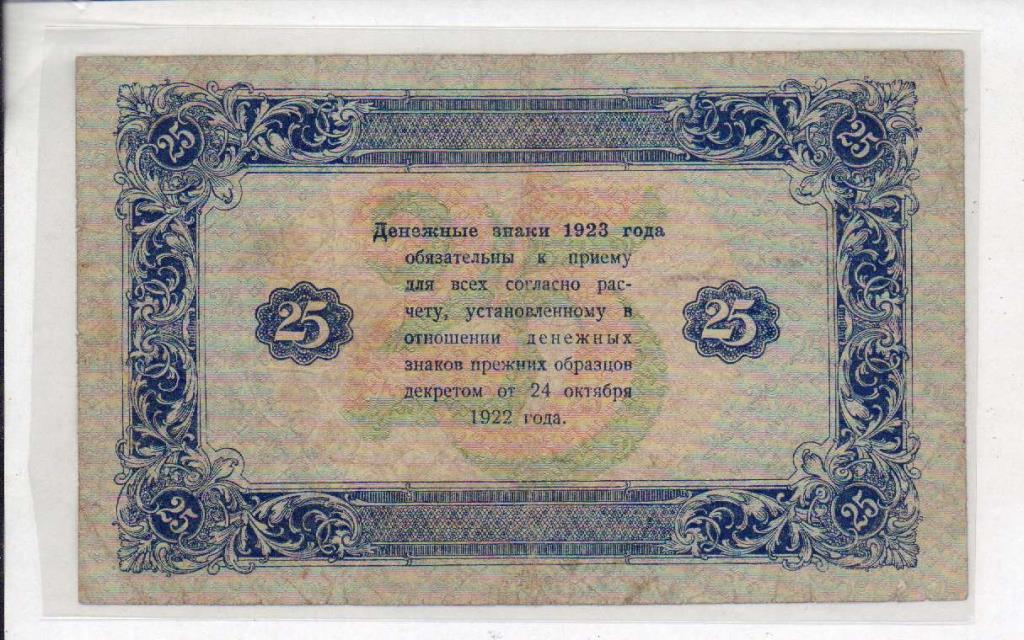 25
25
Денежные знаки 1923 года
обязательны к приему
для всех согласно рас-
чету, установленному в
отношении денежных
знаков прежних образцов
декретом от 24 октября
1922 года.
25
25
25
25
25